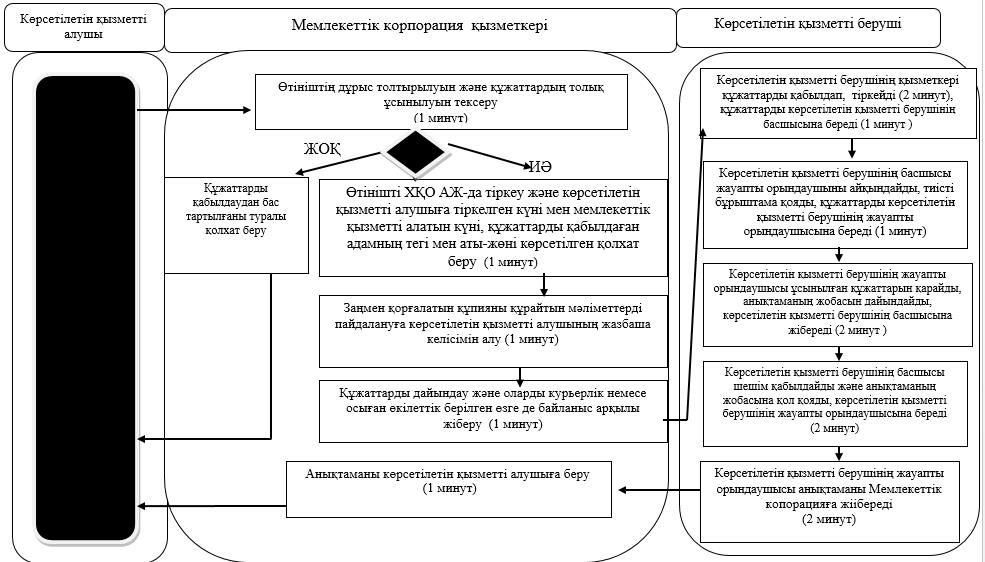 Көрсетілетін қызметті
алушы
Мемлекеттік корпорация қызметкері
Көрсетілетін қызметті беруші
Өтініштің дұрыс толтырылуын және құжаттардың толық
ұсынылуын тексеру
(1 минут)
ЖОҚ
ИӘ
Құжаттарды
қабылдаудан бас
тартылғаны туралы
қолхат беру
Өтінішті ХҚО АЖ-да тіркеу және көрсетілетін
қызметті алушыға тіркелген күні мен мемлекеттік
қызметті алатын күні, құжаттарды қабылдаған
адамның тегі мен аты-жөні көрсетілген қолхат
беру (1 минут)
Заңмен қорғалатын құпияны құрайтын мәліметтерді
пайдалануға көрсетілетін қызметті алушының жазбаша
келісімін алу (1 минут)
Құжаттарды дайындау және оларды курьерлік немесе
осыған өкілеттік берілген өзге де байланыс арқылы
жіберу (1 минут)
Анықтаманы көрсетілетін қызметті алушыға беру
(1 минут)
Көрсетілетін қызметті берушінің қызметкері
құжаттарды қабылдап, тіркейді (2 минут),
құжаттарды көрсетілетін қызметті берушінің
басшысына береді (1 минут )
Көрсетілетін қызметті берушінің басшысы
жауапты орындаушыны айқындайды, тиісті
бұрыштама қояды, құжаттарды көрсетілетін
қызметті берушінің жауапты
орындаушысына береді (1 минут)
Көрсетілетін қызметті берушінің жауапты
орындаушысы ұсынылған құжаттарын қарайды,
анықтаманың жобасын дайындайды,
көрсетілетін қызметті берушінің басшысына
жібереді (2 минут )
Көрсетілетін қызметті берушінің басшысы
шешім қабылдайды және анықтаманың
жобасына қол қояды, көрсетілетін қызметті
берушінің жауапты орындаушысына береді
(2 минут)
Көрсетілетін қызметті берушінің жауапты
орындаушысы анықтаманы Мемлекеттік
копорацияға жіібереді
(2 минут)